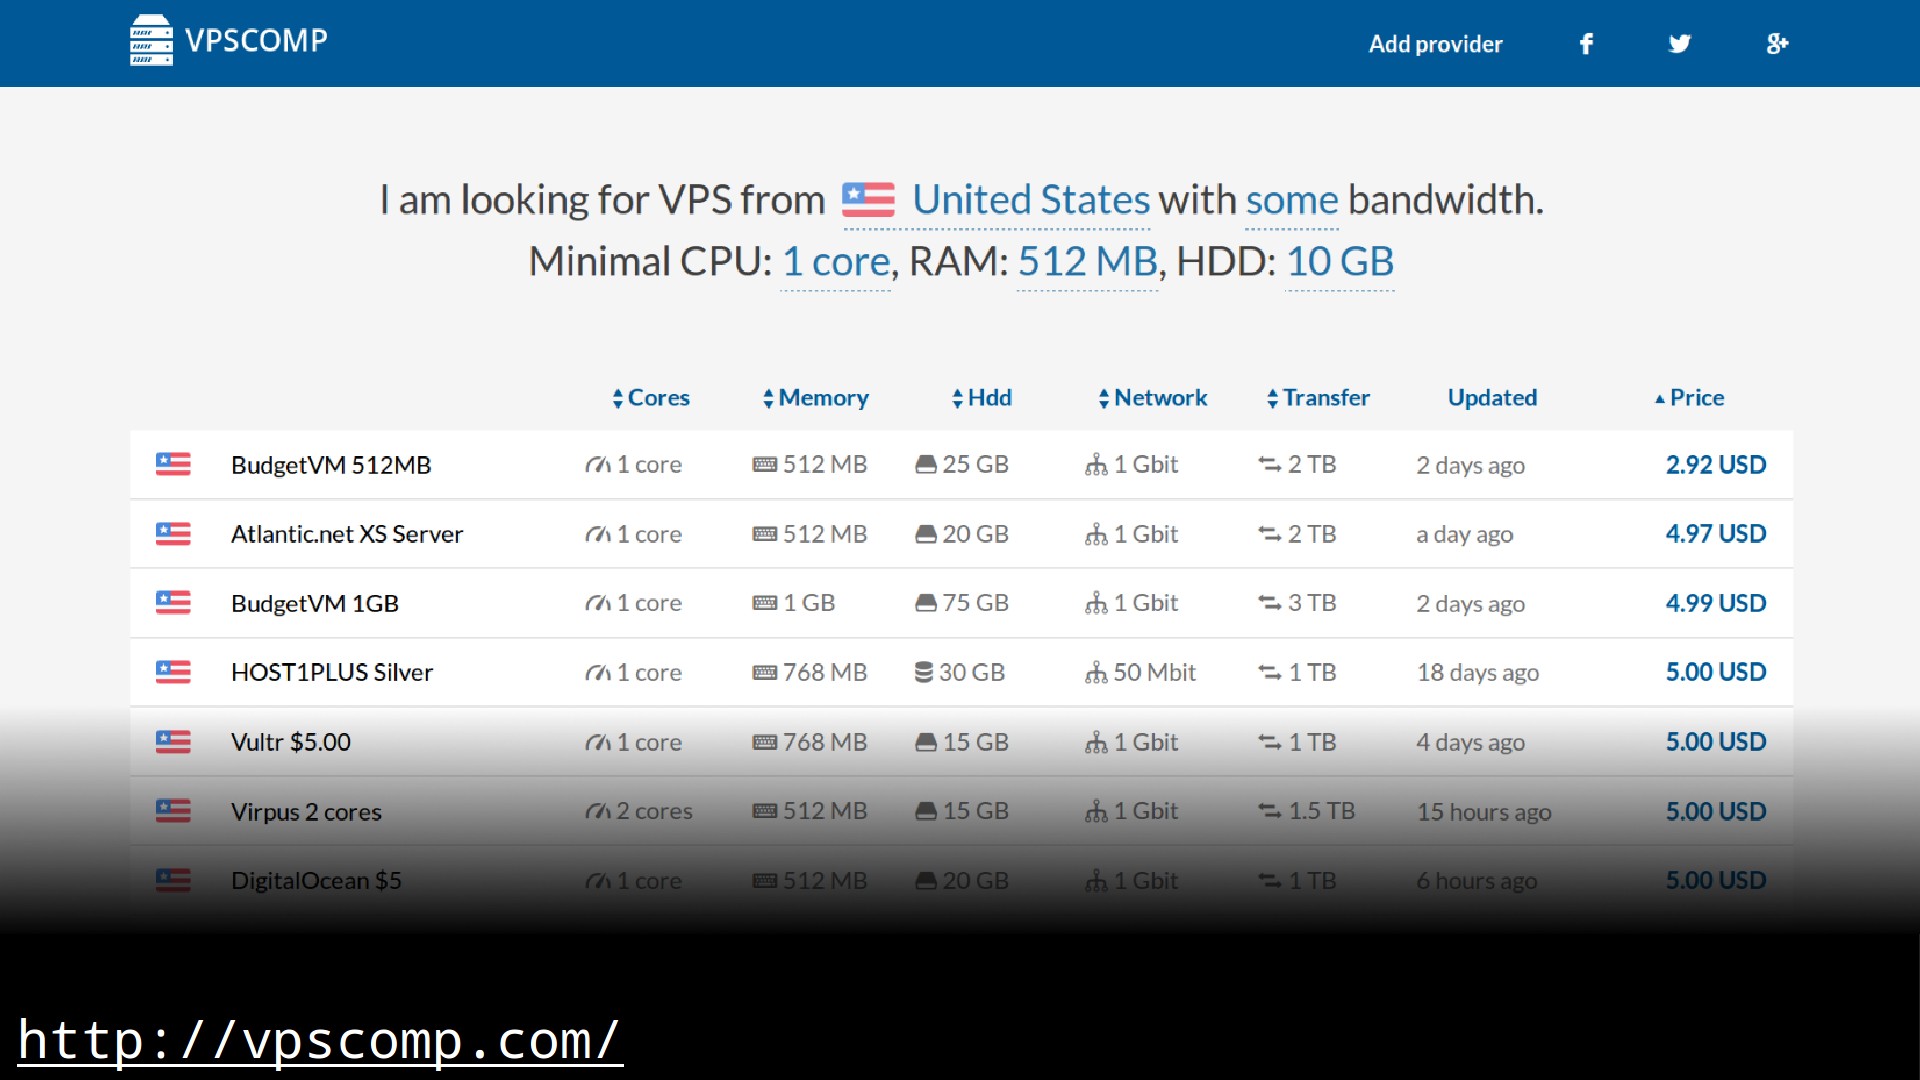 VPSCOMP
Add provider
I am looking for VPS from United States with some bandwidth.
Minimal CPU: 1 core, RAM: 512 MB, HDD: 10 GB
Cores Memory Hdd Network Transfer Updated Price
BudgetVM 512MB 1 core 512 MB 25 GB 1 Gbit 2 TB 2 days ago 2.92 USD
Atlantic.net XS Server 1 core 512 MB 20 GB 1 Gbit 2 TB a day ago 4.97 USD
BudgetVM 1GB 1 core 1 GB 75 GB 1 Gbit 3 TB 2 days ago 4.99 USD
HOST1PLUS Silver 1 core 768 MB 30 GB 50 Mbit 1 TB 18 days ago 5.00 USD
Vultr $5.00 1 core 768 MB 15 GB 1 Gbit 1 TB 4 days ago 5.00 USD
Virpus 2 cores 2 cores 512 MB 15 GB 1 Gbit 1.5 TB 15 hours ago 5.00 USD
DigitalOcean $5 1 core 512 MB 20 GB 1 Gbit 1 TB 6 hours ago 5.00 USD
http://vpscomp.com/